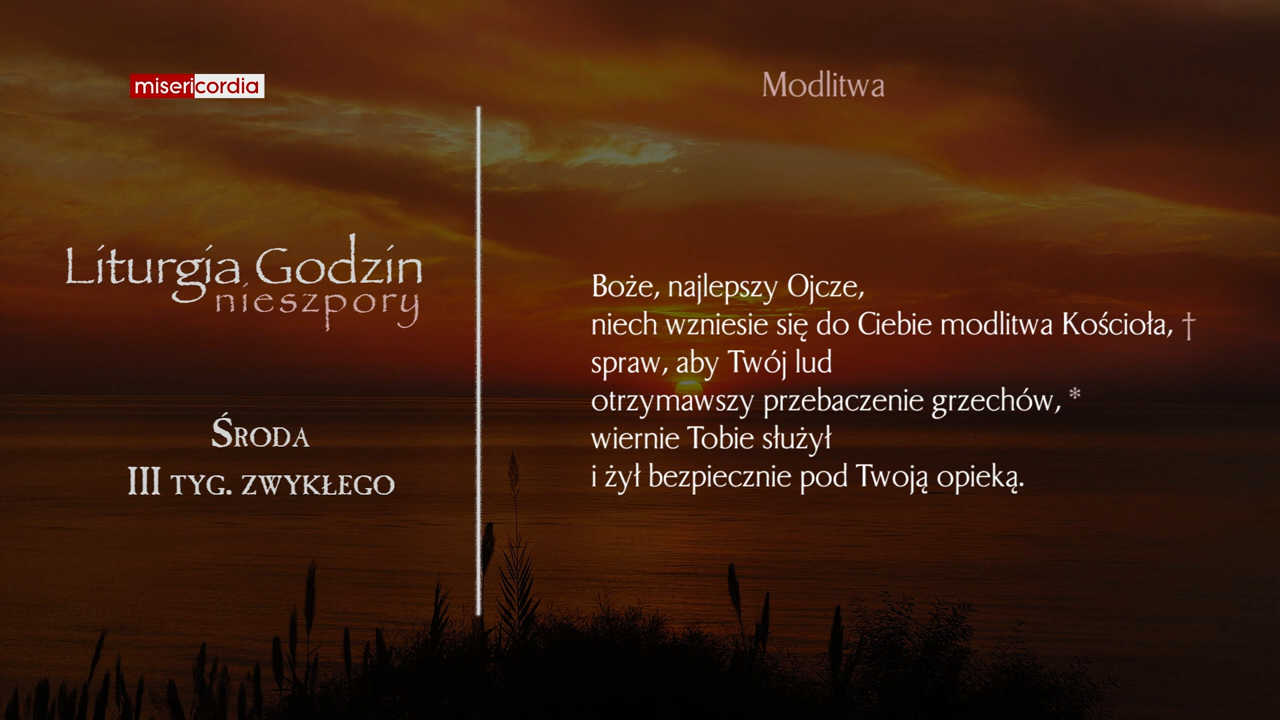 misericordia
Modlitwa
Liturgia Godzin
nieszpory
Środa
III tyg. zwykłego
Boże, najlepszy Ojcze,
niech wzniesie się do Ciebie modlitwa Kościoła, †
spraw, aby Twój lud
otrzymawszy przebaczenie grzechów, *
wiernie Tobie służył
i żył bezpiecznie pod Twoją opieką.